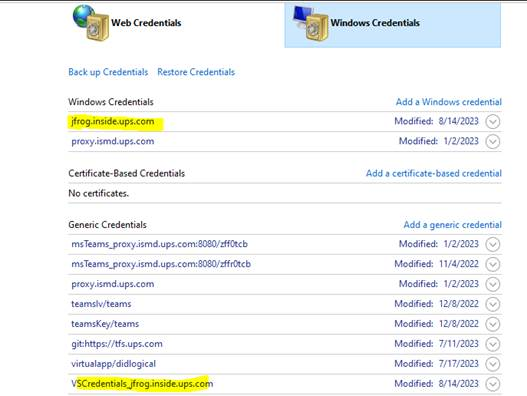 Web Credentials Windows Credentials
Back up Credentials Restore Credentials
Windows Credentials Add a Windows credential
jfrog.inside.ups.com Modified: 8/14/2023
proxy.ismd.ups.com Modified: 1/2/2023
Certificate-Based Credentials Add a certificate-based credential
No certificates.
Generic Credentials Add a generic credential
msTeams_proxy.ismd.ups.com:8080/zff0tcb Modified: 1/2/2023
msTeams_proxy.ismd.ups.com:8080/zffr0tcb Modified: 11/4/2022
proxy.ismd.ups.com Modified: 1/2/2023
teamslv/teams Modified: 12/8/2022
teamsKey/teams Modified: 12/8/2022
git:https://tfs.ups.com Modified: 7/11/2023
virtualapp/didlogical Modified: 7/17/2023
VSCredentials_jfrog.inside.ups.com Modified: 8/14/2023